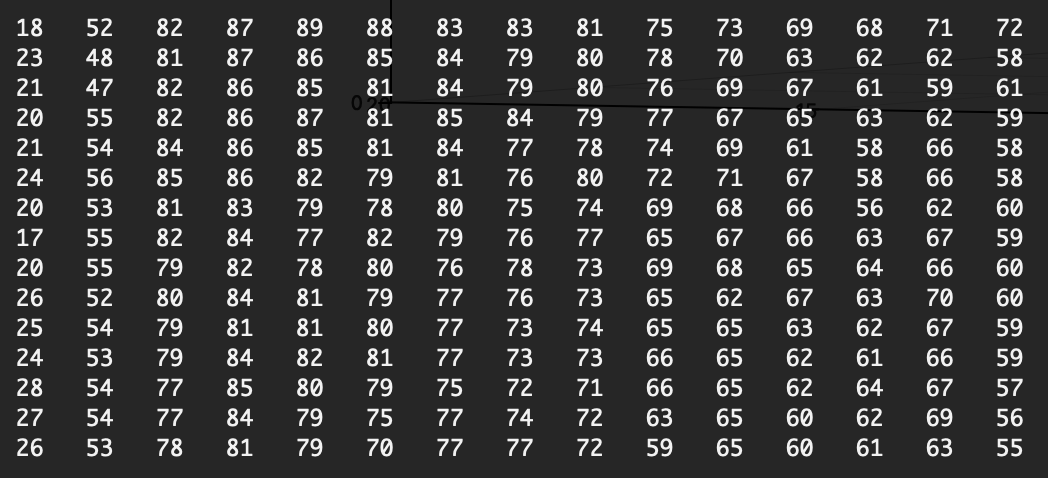 18 52 82 87 89 88 83 83 81 75 73 69 68 71 72
23 48 81 87 86 85 84 79 80 78 70 63 62 62 58
21 47 82 86 85 81 84 79 80 76 69 67 61 59 61
0 20 15
20 55 82 86 87 81 85 84 79 77 67 65 63 62 59
21 54 84 86 85 81 84 77 78 74 69 61 58 66 58
24 56 85 86 82 79 81 76 80 72 71 67 58 66 58
20 53 81 83 79 78 80 75 74 69 68 66 56 62 60
17 55 82 84 77 82 79 76 77 65 67 66 63 67 59
20 55 79 82 78 80 76 78 73 69 68 65 64 66 60
26 52 80 84 81 79 77 76 73 65 62 67 63 70 60
25 54 79 81 81 80 77 73 74 65 65 63 62 67 59
24 53 79 84 82 81 77 73 73 66 65 62 61 66 59
28 54 77 85 80 79 75 72 71 66 65 62 64 67 57
27 54 77 84 79 75 77 74 72 63 65 60 62 69 56
26 53 78 81 79 70 77 77 72 59 65 60 61 63 55